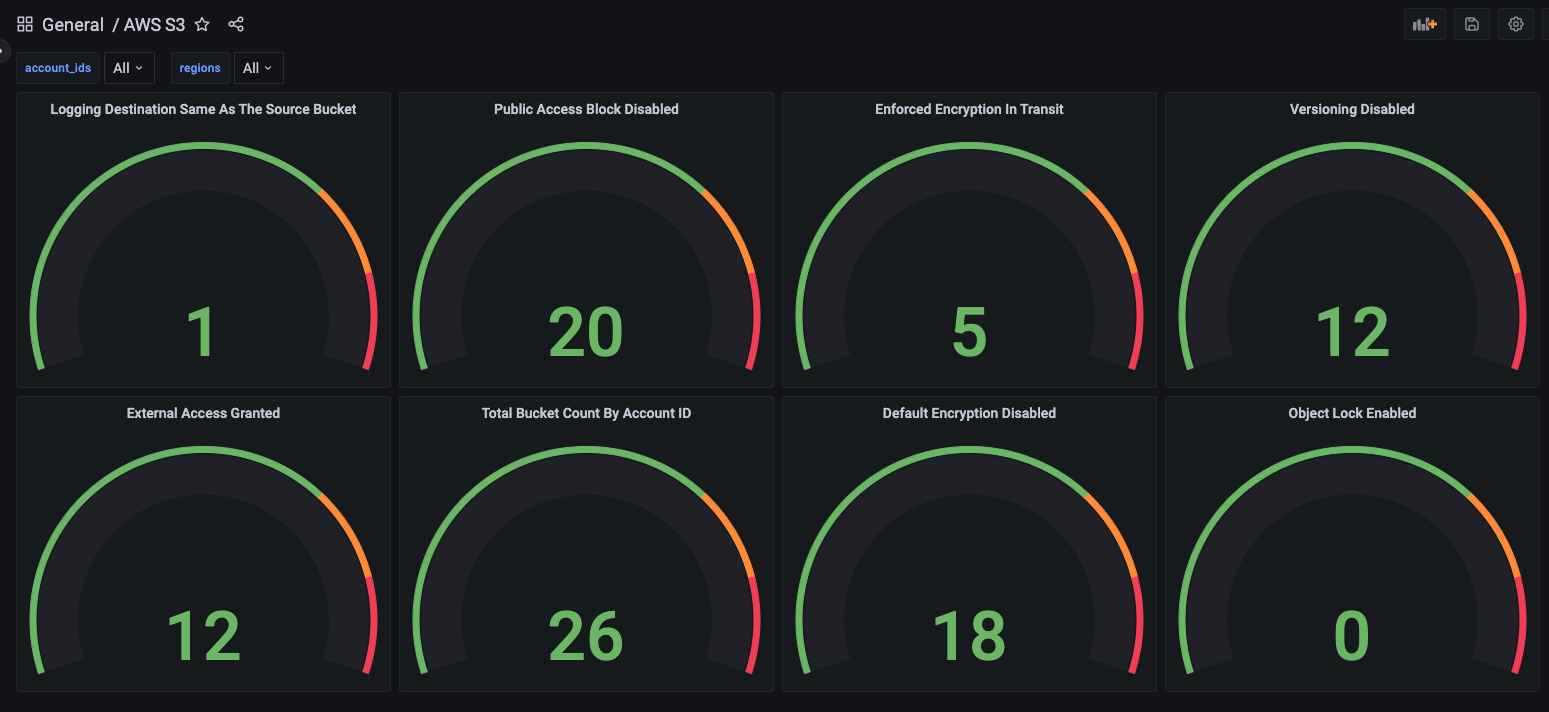 General / AWS S3
account_ids All regions All
Logging Destination Same As The Source Bucket
1
Public Access Block Disabled
20
Enforced Encryption In Transit
5
Versioning Disabled
12
External Access Granted
12
Total Bucket Count By Account ID
26
Default Encryption Disabled
18
Object Lock Enabled
0